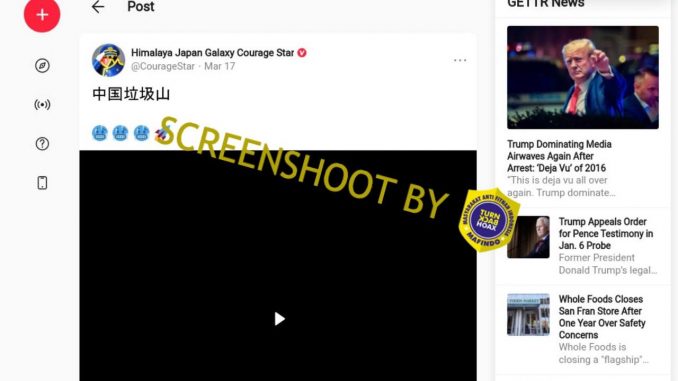 Post
GETTR News
Himalaya Japan Galaxy Courage Star
@CourageStar · Mar 17
中国垃圾山
SCREENSHOOT BY
MASYARAKAT ANTI FITNAH INDONESIA
TURN
BACK
HOAX
MAFINDO
Trump Dominating Media
Airwaves Again After
Arrest: 'Deja Vu' of 2016
"This is deja vu all over
again. Trump dominate...
Trump Appeals Order
for Pence Testimony in
Jan. 6 Probe
Former President
Donald Trump's legal...
Whole Foods Closes
San Fran Store After
One Year Over Safety
Concerns
Whole Foods is
closing a "flagship"...